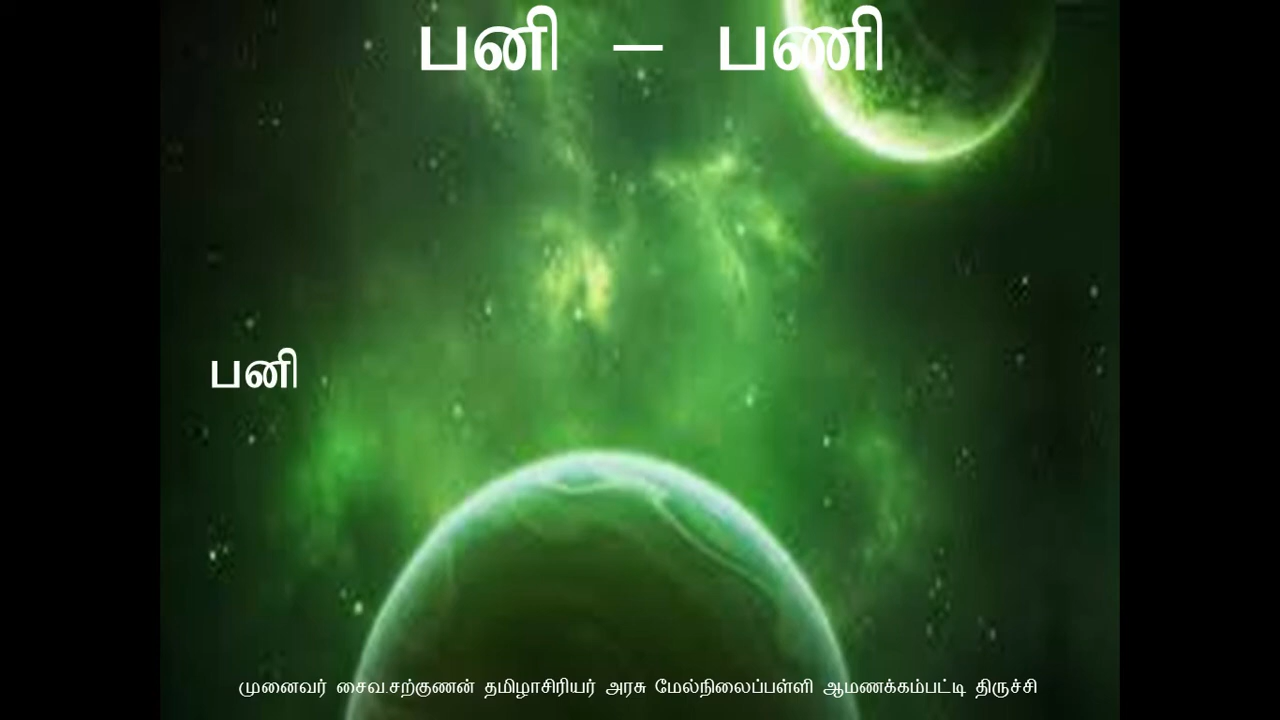 பனி – பணி
பனி
முனைவர் சைவ.சற்குணன் தமிழாசிரியர் அரசு மேல்நிலைப்பள்ளி ஆமணக்கம்பட்டி திருச்சி